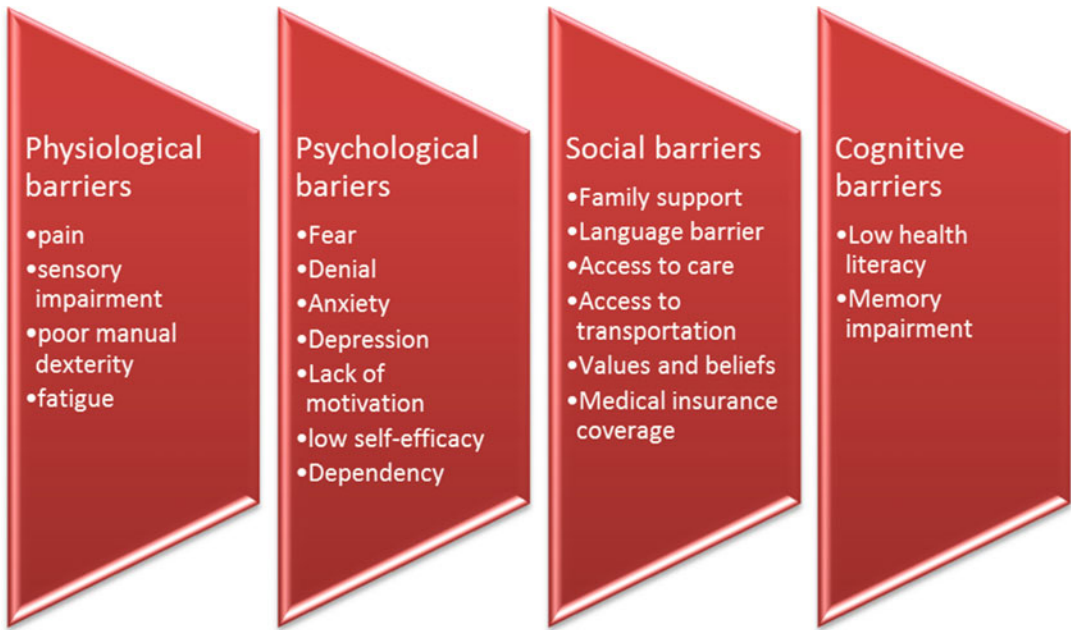 Physiological
barriers
•pain
•sensory
impairment
•poor manual
dexterity
•fatigue
Psychological
bariers
•Fear
•Denial
•Anxiety
•Depression
•Lack of
motivation
•low self-efficacy
•Dependency
Social barriers
•Family support
•Language barrier
•Access to care
•Access to
transportation
•Values and beliefs
•Medical insurance
coverage
Cognitive
barriers
•Low health
literacy
•Memory
impairment